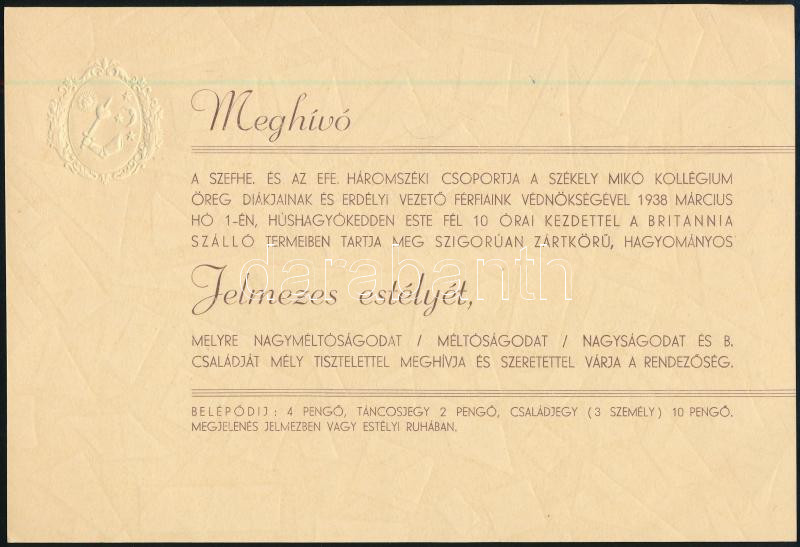 Meghívó
A SZEFHE. ÉS AZ EFE. HÁROMSZÉKI CSOPORTJA A SZÉKELY MIKÓ KOLLÉGIUM
ÖREG DIÁKJAINAK ÉS ERDÉLYI VEZETŐ FÉRFIAINK VÉDNÖKSÉGÉVEL 1938 MÁRCIUS
HÓ 1-ÉN, HÚSHAGYÓKEDDEN ESTE FÉL 10 ÓRAI KEZDETTEL A BRITANNIA
SZÁLLÓ TERMEIBEN TARTJA MEG SZIGORÚAN ZÁRTKÖRŰ, HAGYOMÁNYOS
Jelmezes estélyét,
darabanth
MELYRE NAGYMÉLTÓSÁGODAT / MÉLTÓSÁGODAT / NAGYSÁGODAT ÉS B.
CSALÁDJÁT MÉLY TISZTELETTEL MEGHÍVJA ÉS SZERETETTEL VÁRJA A RENDEZŐSÉG.
BELÉPŐDIJ: 4 PENGŐ, TÁNCOSJEGY 2 PENGŐ, CSALÁDJEGY (3 SZEMÉLY) 10 PENGŐ.
MEGJELENÉS JELMEZBEN VAGY ESTÉLYI RUHÁBAN.